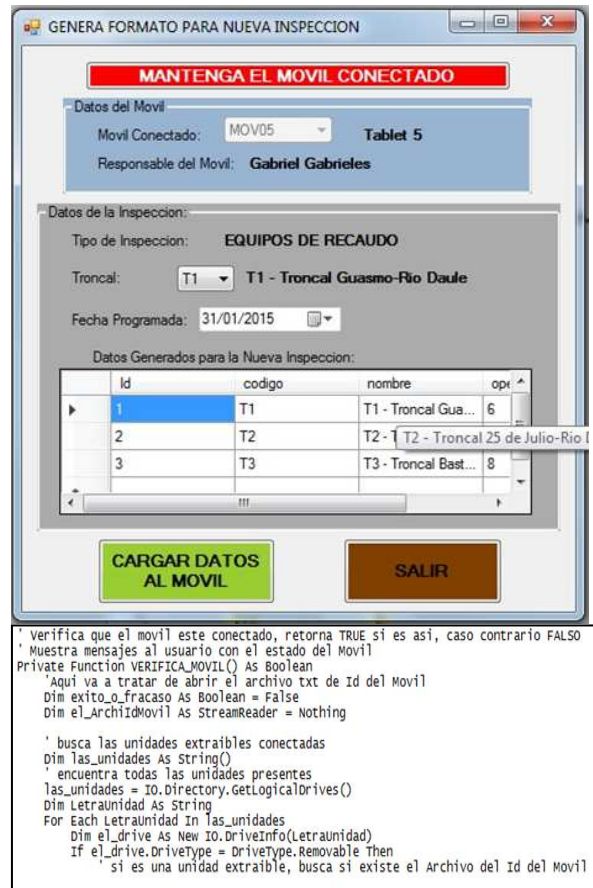 GENERA FORMATO PARA NUEVA INSPECCION
MANTENGA EL MOVIL CONECTADO
Datos del Movil
Movil Conectado: MOV05 Tablet 5
Responsable del Movil: Gabriel Gabrieles
Datos de la Inspeccion:
Tipo de Inspeccion: EQUIPOS DE RECAUDO
Troncal: T1 T1 - Troncal Guasmo-Rio Daule
Fecha Programada: 31/01/2015
Datos Generados para la Nueva Inspeccion:
Id codigo nombre ope
1 T1 T1 - Troncal Gua... 6
2 T2 T2 - T
T2 - Troncal 25 de Julio-Rio
3 T3 T3 - Troncal Bast... 8
CARGAR DATOS
AL MOVIL
SALIR
' Verifica que el movil este conectado, retorna TRUE si es asi, caso contrario FALSO
' Muestra mensajes al usuario con el estado del Movil
Private Function VERIFICA_MOVIL() As Boolean
'Aqui va a tratar de abrir el archivo txt de Id del Movil
Dim exito_o_fracaso As Boolean = False
Dim el_ArchiIdMovil As StreamReader = Nothing
' busca las unidades extraibles conectadas
Dim las_unidades As String()
' encuentra todas las unidades presentes
las_unidades = IO.Directory.GetLogicalDrives()
Dim LetraUnidad As String
For Each LetraUnidad In las_unidades
Dim el_drive As New IO.DriveInfo(LetraUnidad)
If el_drive.DriveType = DriveType.Removable Then
' si es una unidad extraible, busca si existe el Archivo del Id del Movil